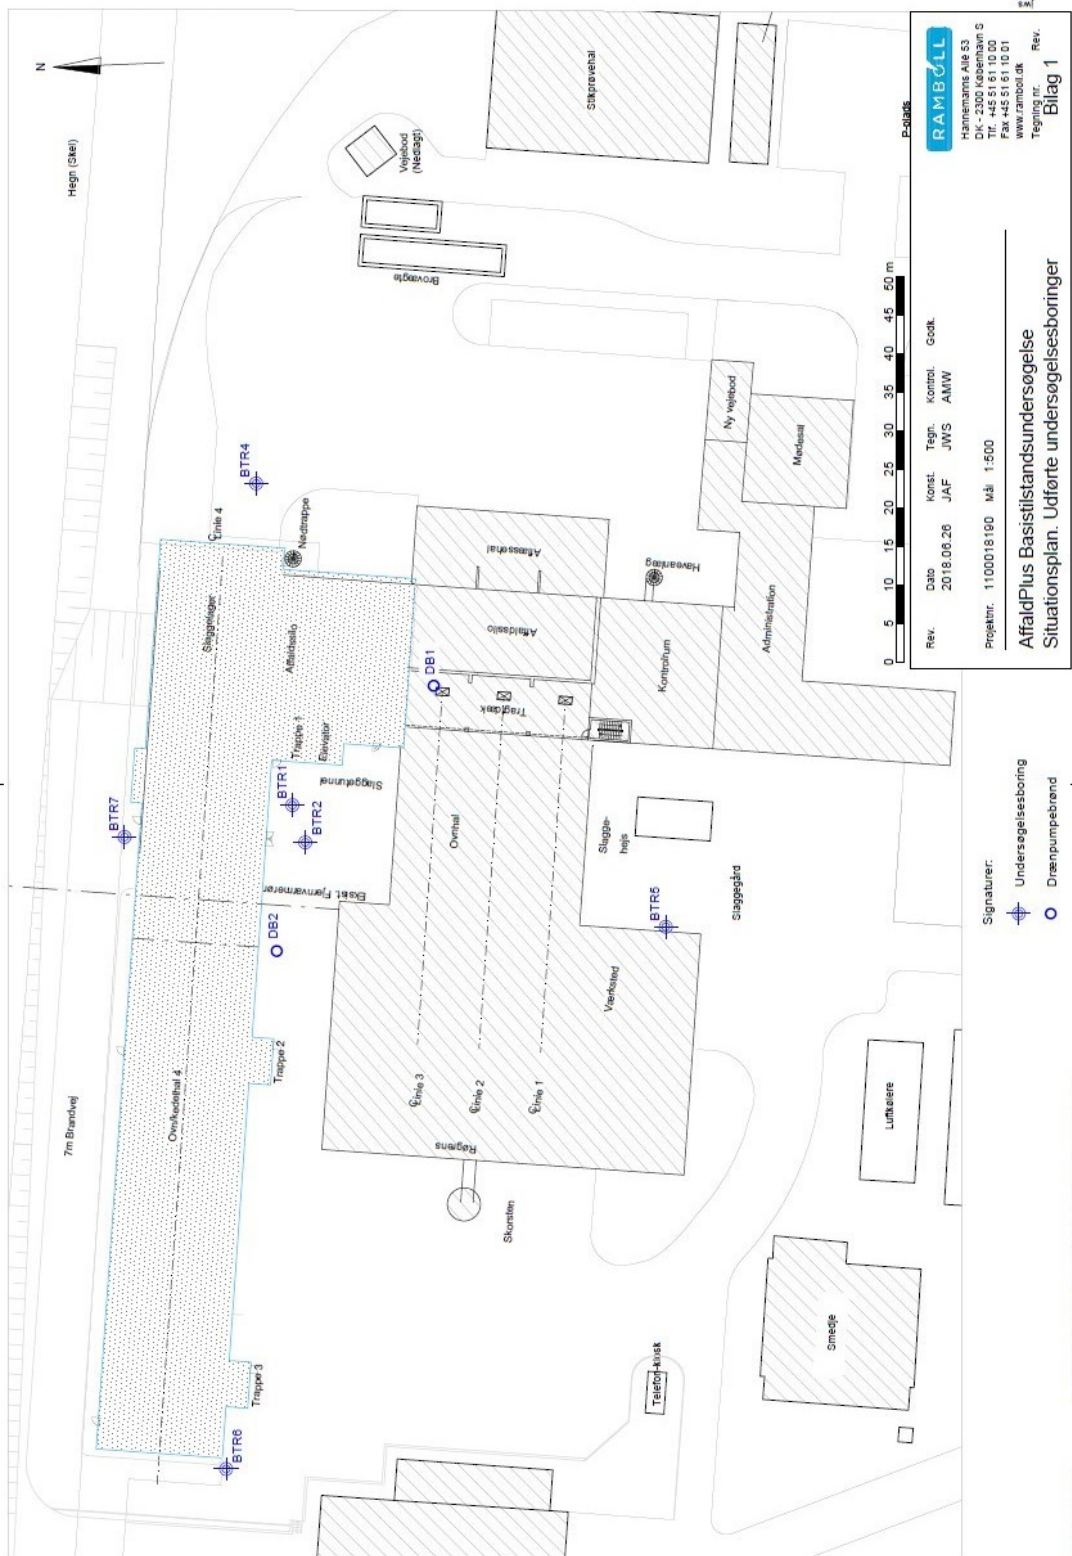 N
Hegn (Skel)
7m Brandvej
Stikprøvehal
Vejebod
(Nedlagt)
Brovægte
P-plads
BTR4
Linie 4
Nødtrappe
Slaggelager
Affaldssilo
Aflæssehal
Affaldssilo
Haveanlæg
Ny vejebod
Mødesal
Administration
Kontrolrum
DB1
Tragtdæk
Trappe 1
Elevator
Slaggetunnel
BTR7
BTR1
BTR2
Eksist. Fjernvarmerør
DB2
Ovnhal
Slagge-
hejs
Slaggegård
BTR5
Værksted
Ovn/kedelhal 4
Trappe 2
Linie 3
Linie 2
Linie 1
Røgrens
Skorsten
Luftkølere
Smedje
Telefon-kiosk
Trappe 3
BTR6
Signaturer:
Undersøgelsesboring
Drænpumpebrønd
0 5 10 15 20 25 30 35 40 45 50 m
Rev. Dato Konst. Tegn. Kontrol. Godk.
2018.06.26 JAF JWS AMW
Projektnr. 1100018190 Mål 1:500
AffaldPlus Basistilstandsundersøgelse
Situationsplan. Udførte undersøgelsesboringer
RAMBOLL
Hannemanns Allé 53
DK - 2300 København S
Tlf. +45 51 61 10 00
Fax +45 51 61 10 01
www.ramboll.dk
Tegning nr. Rev.
Bilag 1
jws